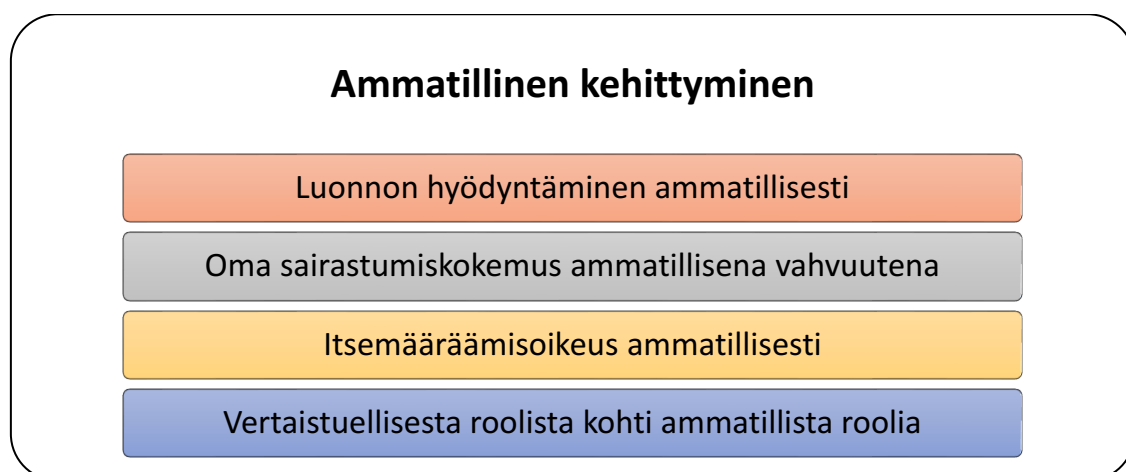 Ammatillinen kehittyminen
Luonnon hyödyntäminen ammatillisesti
Oma sairastumiskokemus ammatillisena vahvuutena
Itsemääräämisoikeus ammatillisesti
Vertaistuellisesta roolista kohti ammatillista roolia